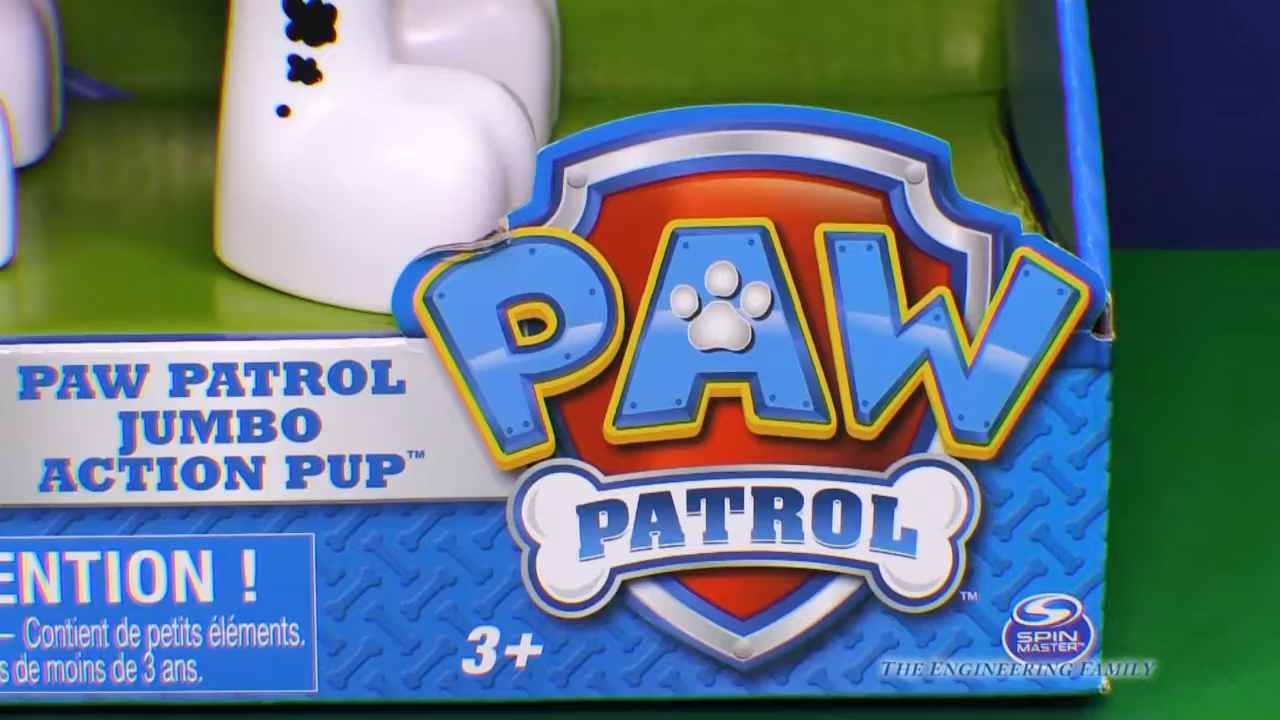 PAW
PATROL
TM
PAW PATROL
JUMBO
ACTION PUP™
ENTION !
– Contient de petits éléments.
s de moins de 3 ans.
3+
SPIN
MASTER
THE ENGINEERING FAMILY